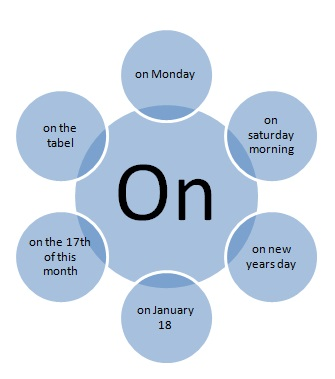 on Monday
on
saturday
morning
on new
years day
on January
18
on the 17th
of this
month
on the
tabel
On